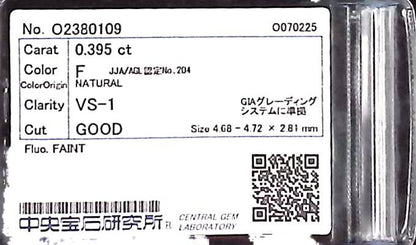 No. O2380109 O070225
Carat 0.395 ct
Color F JJA/AGL認定No.204
ColorOrigin NATURAL
Clarity VS-1 GIAグレーディング
システムに準拠
Cut GOOD Size 4.68 - 4.72 × 2.81 mm
Fluo. FAINT
中央宝石研究所 CENTRAL GEM
LABORATORY